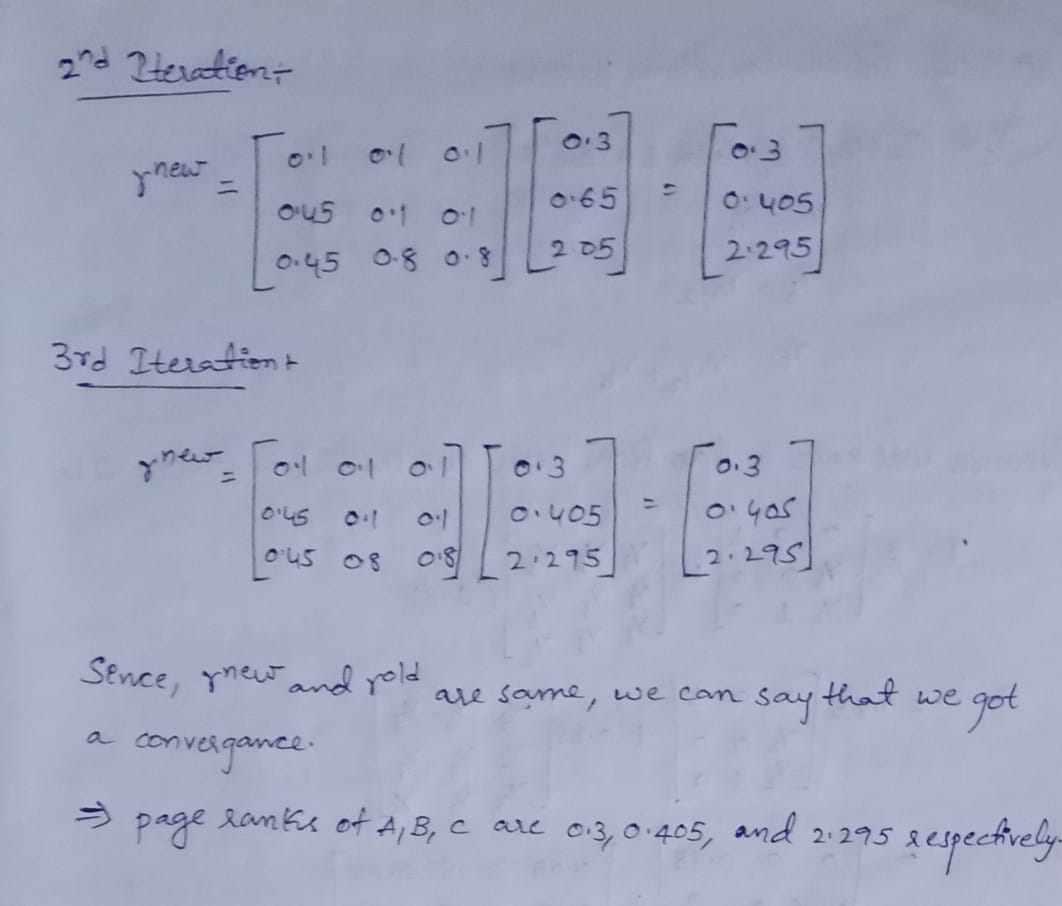 2nd Iteration:-
r^new = [0.1 0.1 0.1] [0.3] = [0.3]
[0.45 0.1 0.1] [0.65] [0.405]
[0.45 0.8 0.8] [2.05] [2.295]
3rd Iteration:-
r^new = [0.1 0.1 0.1] [0.3] = [0.3]
[0.45 0.1 0.1] [0.405] [0.405]
[0.45 0.8 0.8] [2.295] [2.295]
Sence, r^new and r^old are same, we can say that we got
a convergance.
⇒ page ranks of A, B, C are 0.3, 0.405, and 2.295 respectively.